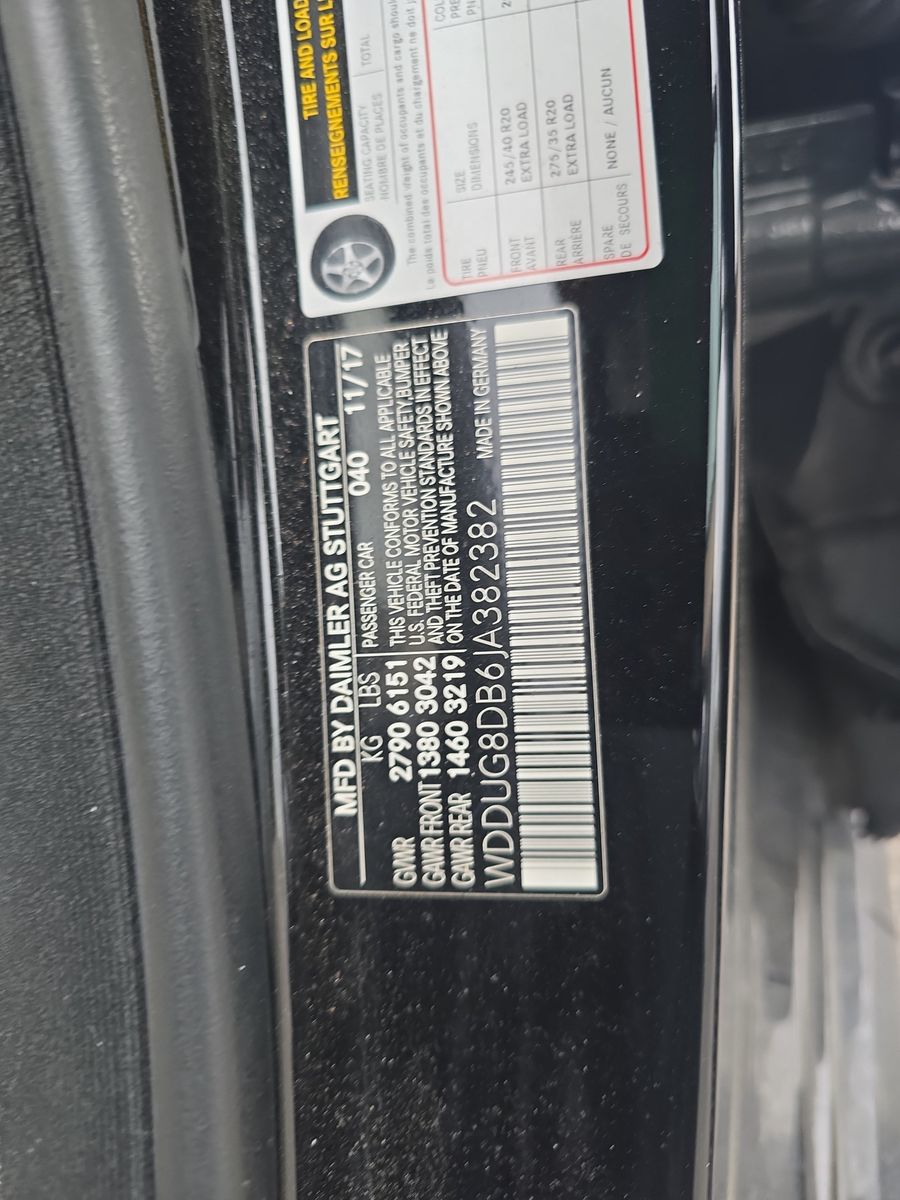 MFD BY DAIMLER AG STUTTGART
KG LBS PASSENGER CAR 040 11/17
GWR 2790 6151 THIS VEHICLE CONFORMS TO ALL APPLICABLE
GAWR FRONT 1380 3042 U.S. FEDERAL MOTOR VEHICLE SAFETY,BUMPER
GAWR REAR 1460 3219 AND THEFT PREVENTION STANDARDS IN EFFECT
ON THE DATE OF MANUFACTURE SHOWN ABOVE
WDDUG8DB6JA382382 MADE IN GERMANY
TIRE AND LOAD
RENSEIGNEMENTS SUR L
SEATING CAPACITY TOTAL
NOMBRE DE PLACES
The combined weight of occupants and cargo shou
Le poids total des occupants et du chargement ne doit j
TIRE SIZE
PNEU DIMENSIONS
FRONT 245/40 R20 2
AVANT EXTRA LOAD
REAR 275/35 R20
ARRIERE EXTRA LOAD
SPARE NONE / AUCUN
DE SECOURS